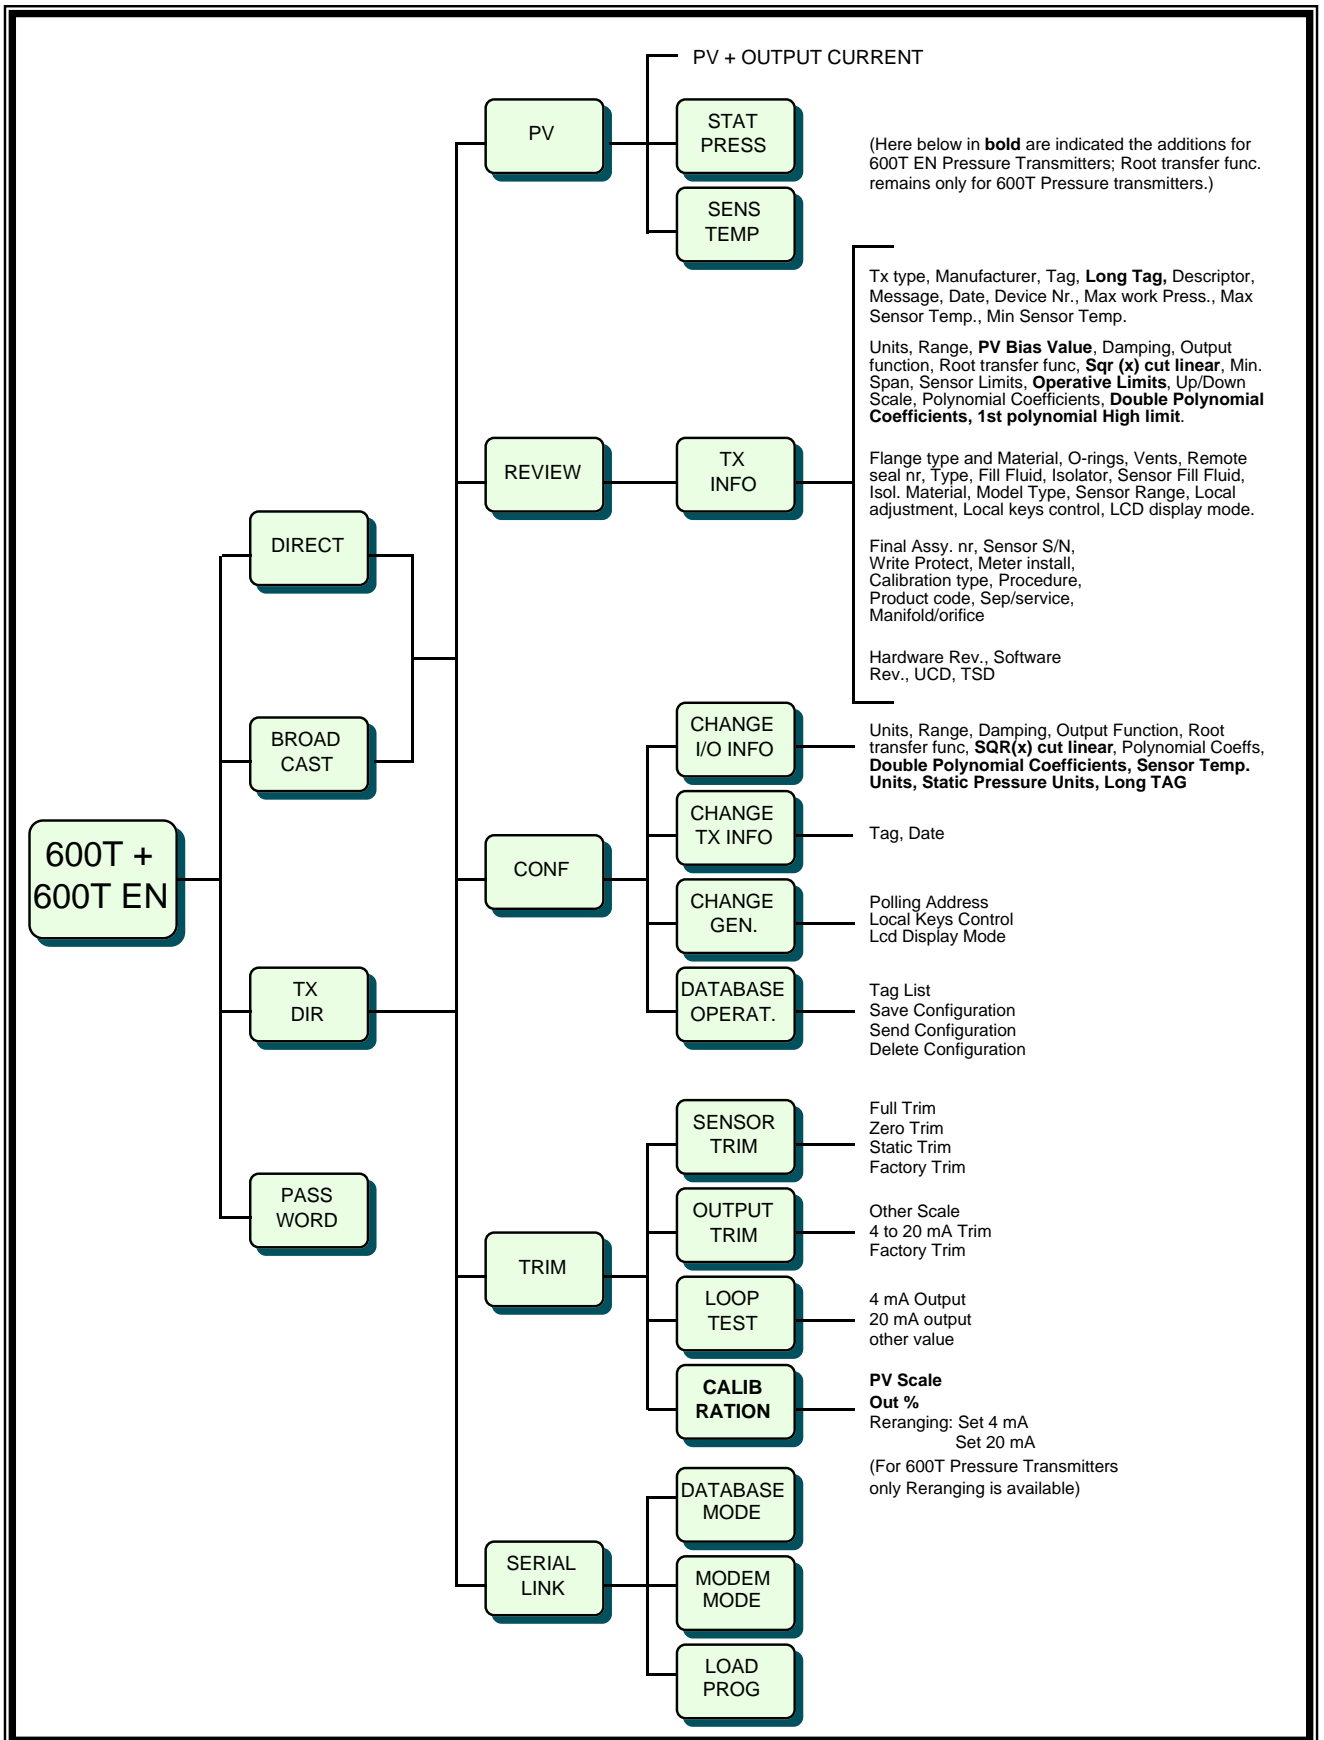 PV + OUTPUT CURRENT
PV
STAT
PRESS
SENS
TEMP
(Here below in bold are indicated the additions for
600T EN Pressure Transmitters; Root transfer func.
remains only for 600T Pressure transmitters.)
REVIEW
TX
INFO
Tx type, Manufacturer, Tag, Long Tag, Descriptor,
Message, Date, Device Nr., Max work Press., Max
Sensor Temp., Min Sensor Temp.
Units, Range, PV Bias Value, Damping, Output
function, Root transfer func, Sqr (x) cut linear, Min.
Span, Sensor Limits, Operative Limits, Up/Down
Scale, Polynomial Coefficients, Double Polynomial
Coefficients, 1st polynomial High limit.
Flange type and Material, O-rings, Vents, Remote
seal nr, Type, Fill Fluid, Isolator, Sensor Fill Fluid,
Isol. Material, Model Type, Sensor Range, Local
adjustment, Local keys control, LCD display mode.
Final Assy. nr, Sensor S/N,
Write Protect, Meter install,
Calibration type, Procedure,
Product code, Sep/service,
Manifold/orifice
Hardware Rev., Software
Rev., UCD, TSD
DIRECT
BROAD
CAST
600T +
600T EN
TX
DIR
PASS
WORD
CONF
CHANGE
I/O INFO
Units, Range, Damping, Output Function, Root
transfer func, SQR(x) cut linear, Polynomial Coeffs,
Double Polynomial Coefficients, Sensor Temp.
Units, Static Pressure Units, Long TAG
CHANGE
TX INFO
Tag, Date
CHANGE
GEN.
Polling Address
Local Keys Control
Lcd Display Mode
DATABASE
OPERAT.
Tag List
Save Configuration
Send Configuration
Delete Configuration
TRIM
SENSOR
TRIM
Full Trim
Zero Trim
Static Trim
Factory Trim
OUTPUT
TRIM
Other Scale
4 to 20 mA Trim
Factory Trim
LOOP
TEST
4 mA Output
20 mA output
other value
CALIB
RATION
PV Scale
Out %
Reranging: Set 4 mA
Set 20 mA
(For 600T Pressure Transmitters
only Reranging is available)
SERIAL
LINK
DATABASE
MODE
MODEM
MODE
LOAD
PROG